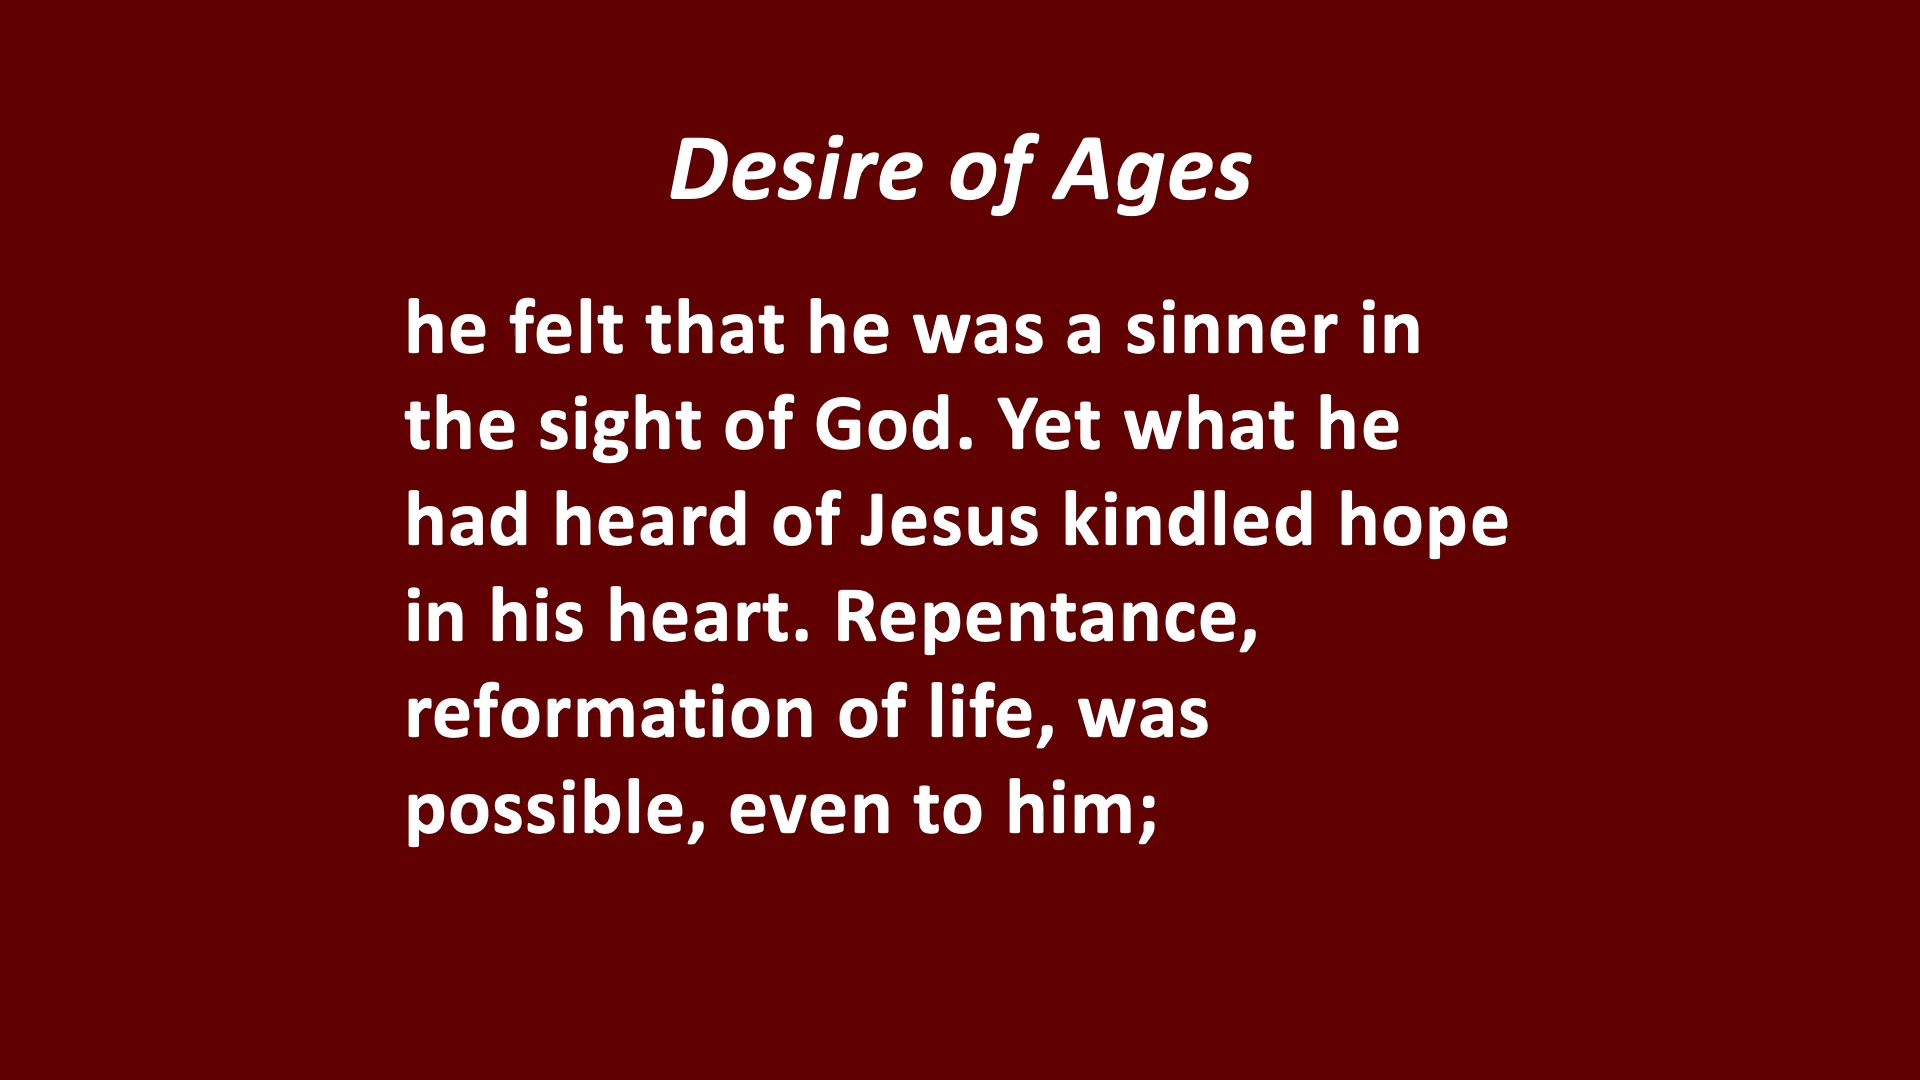 Desire of Ages
he felt that he was a sinner in
the sight of God. Yet what he
had heard of Jesus kindled hope
in his heart. Repentance,
reformation of life, was
possible, even to him;